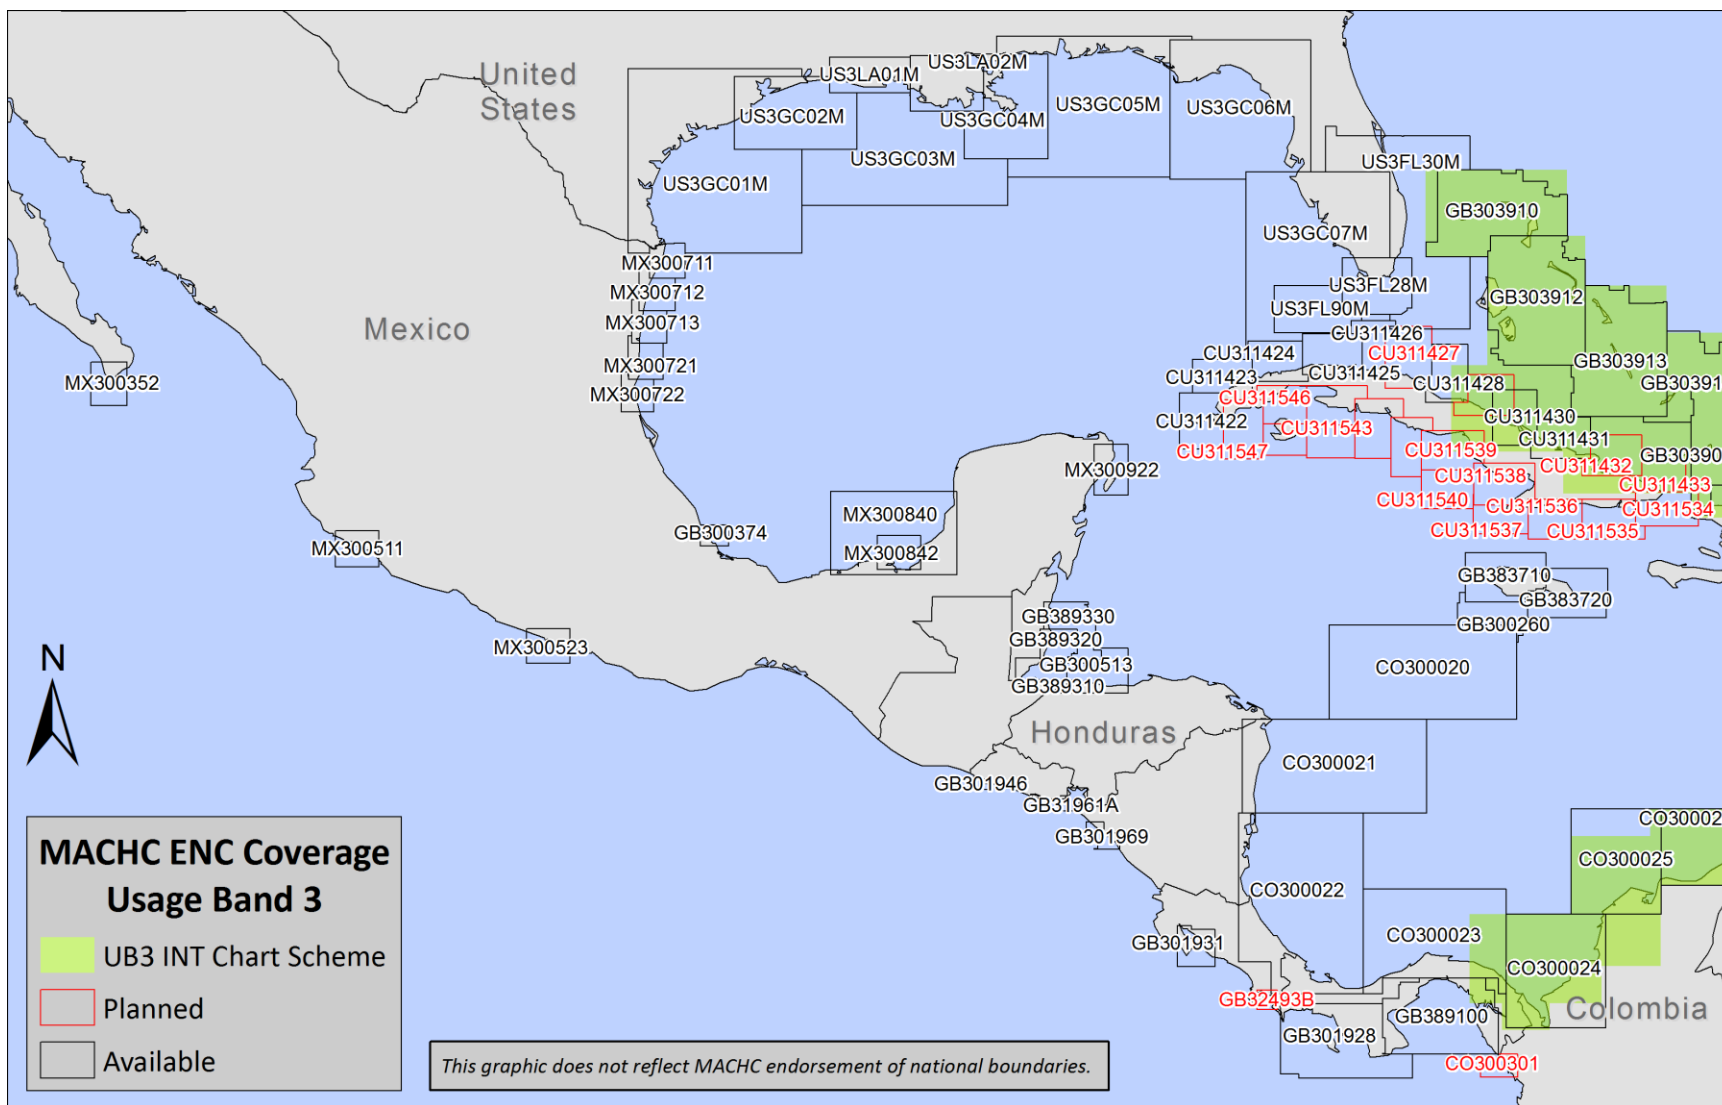 United
States
US3LA01M
US3LA02M
US3GC02M
US3GC04M
US3GC05M
US3GC06M
US3GC03M
US3GC01M
US3FL30M
GB303910
US3GC07M
MX300711
MX300712
US3FL28M
US3FL90M
GB303912
Mexico
MX300713
CU311426
CU311427
CU311424
CU311425
GB303913
MX300721
CU311423
MX300352
MX300722
CU311428
GB30391
CU311546
CU311430
CU311422
CU311543
CU311431
CU311547
CU311539
GB30390
CU311432
MX300922
CU311538
CU311433
CU311540
CU311536
CU311534
MX300840
GB300374
CU311537
CU311535
MX300511
MX300842
GB383710
GB383720
GB389330
GB300260
GB389320
MX300523
GB300513
CO300020
GB389310
N
Honduras
CO300021
GB301946
GB31961A
GB301969
CO30002
CO300025
CO300022
GB301931
CO300023
CO300024
GB32493B
GB389100
Colombia
GB301928
CO300301
MACHC ENC Coverage
Usage Band 3
UB3 INT Chart Scheme
Planned
Available
This graphic does not reflect MACHC endorsement of national boundaries.